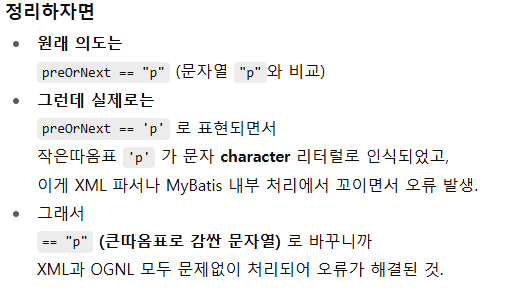 정리하자면
• 원래 의도는
preOrNext == "p" (문자열 "p"와 비교)
• 그런데 실제로는
preOrNext == 'p' 로 표현되면서
작은따옴표 'p' 가 문자 character 리터럴로 인식되었고,
이게 XML 파서나 MyBatis 내부 처리에서 꼬이면서 오류 발생.
• 그래서
== "p" (큰따옴표로 감싼 문자열) 로 바꾸니까
XML과 OGNL 모두 문제없이 처리되어 오류가 해결된 것.